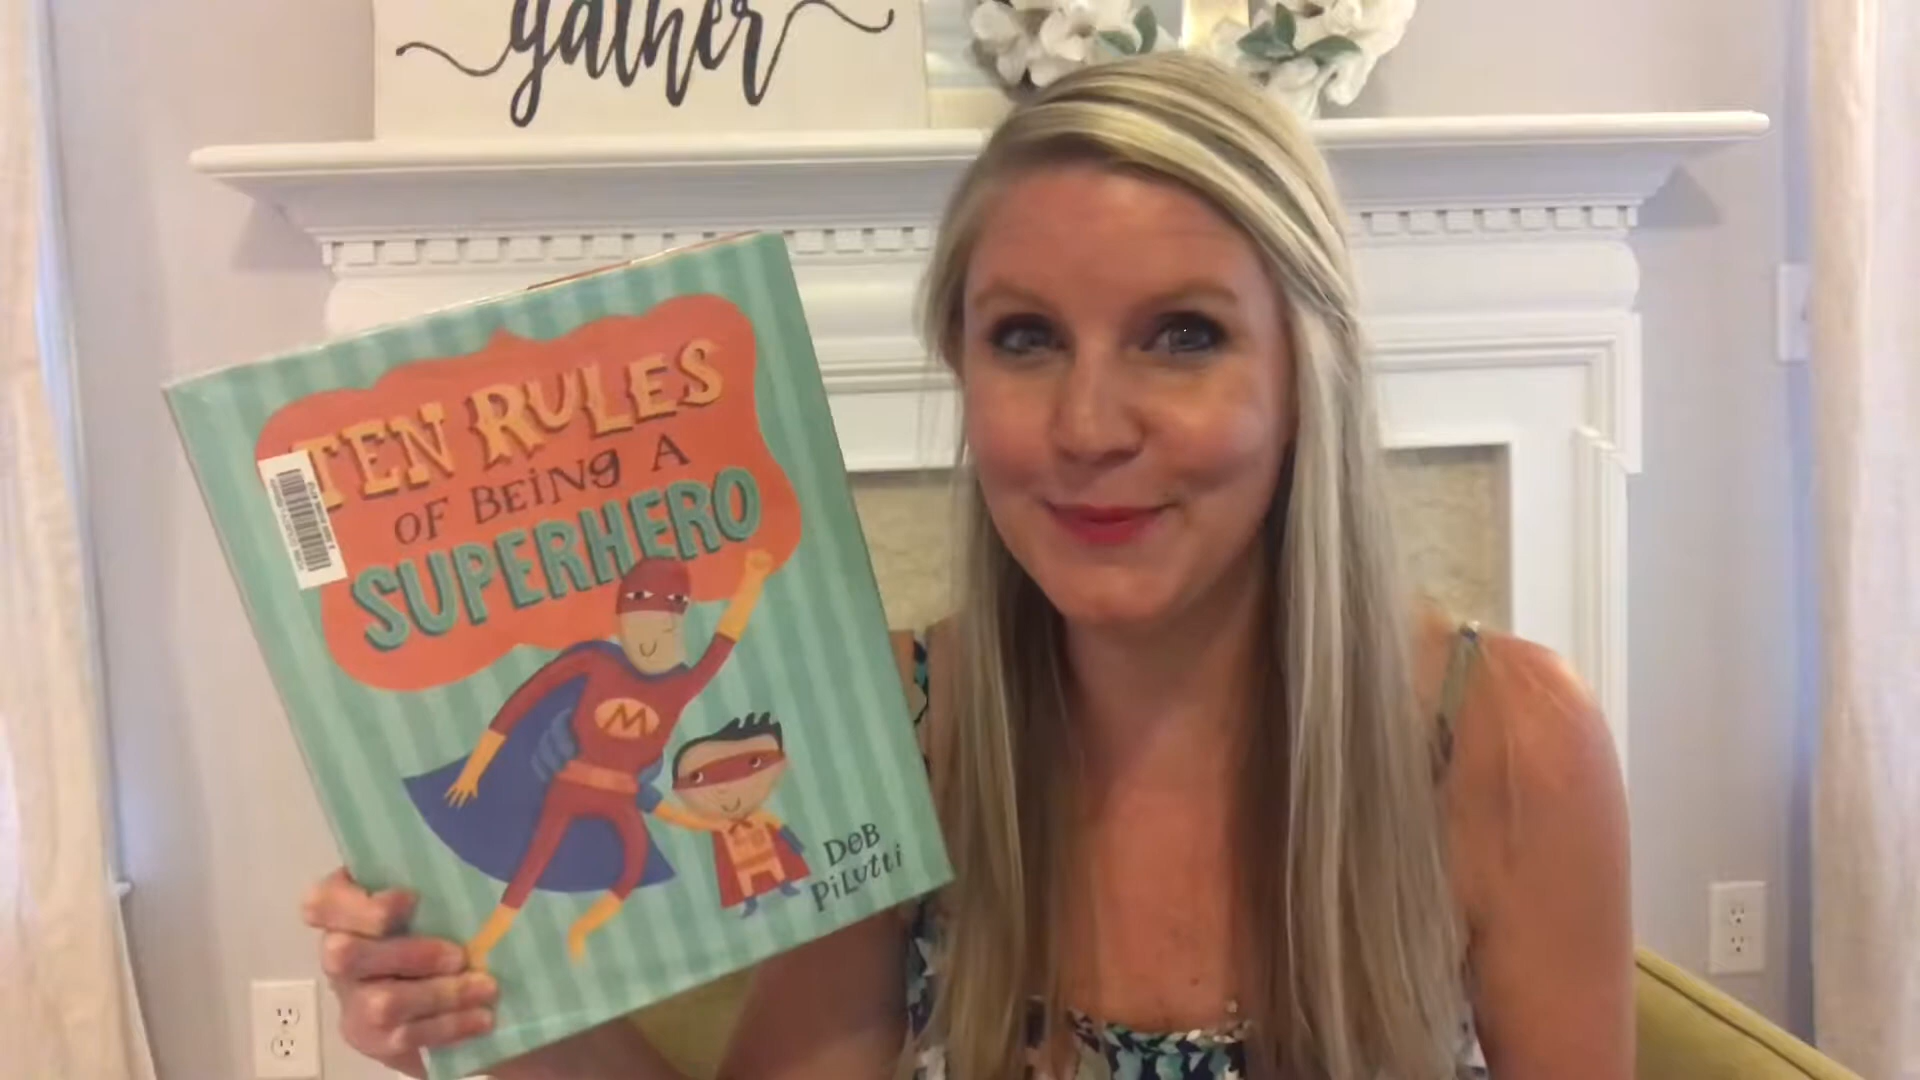 gather
TEN RULES
OF BEING A
SUPERHERO
M
DEB
PiLutti